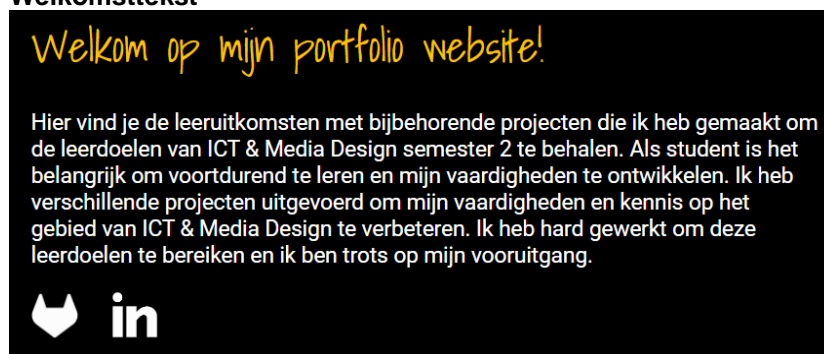 Welkomsttekst
Welkom op mijn portfolio website!
Hier vind je de leeruitkomsten met bijbehorende projecten die ik heb gemaakt om
de leerdoelen van ICT & Media Design semester 2 te behalen. Als student is het
belangrijk om voortdurend te leren en mijn vaardigheden te ontwikkelen. Ik heb
verschillende projecten uitgevoerd om mijn vaardigheden en kennis op het
gebied van ICT & Media Design te verbeteren. Ik heb hard gewerkt om deze
leerdoelen te bereiken en ik ben trots op mijn vooruitgang.
in